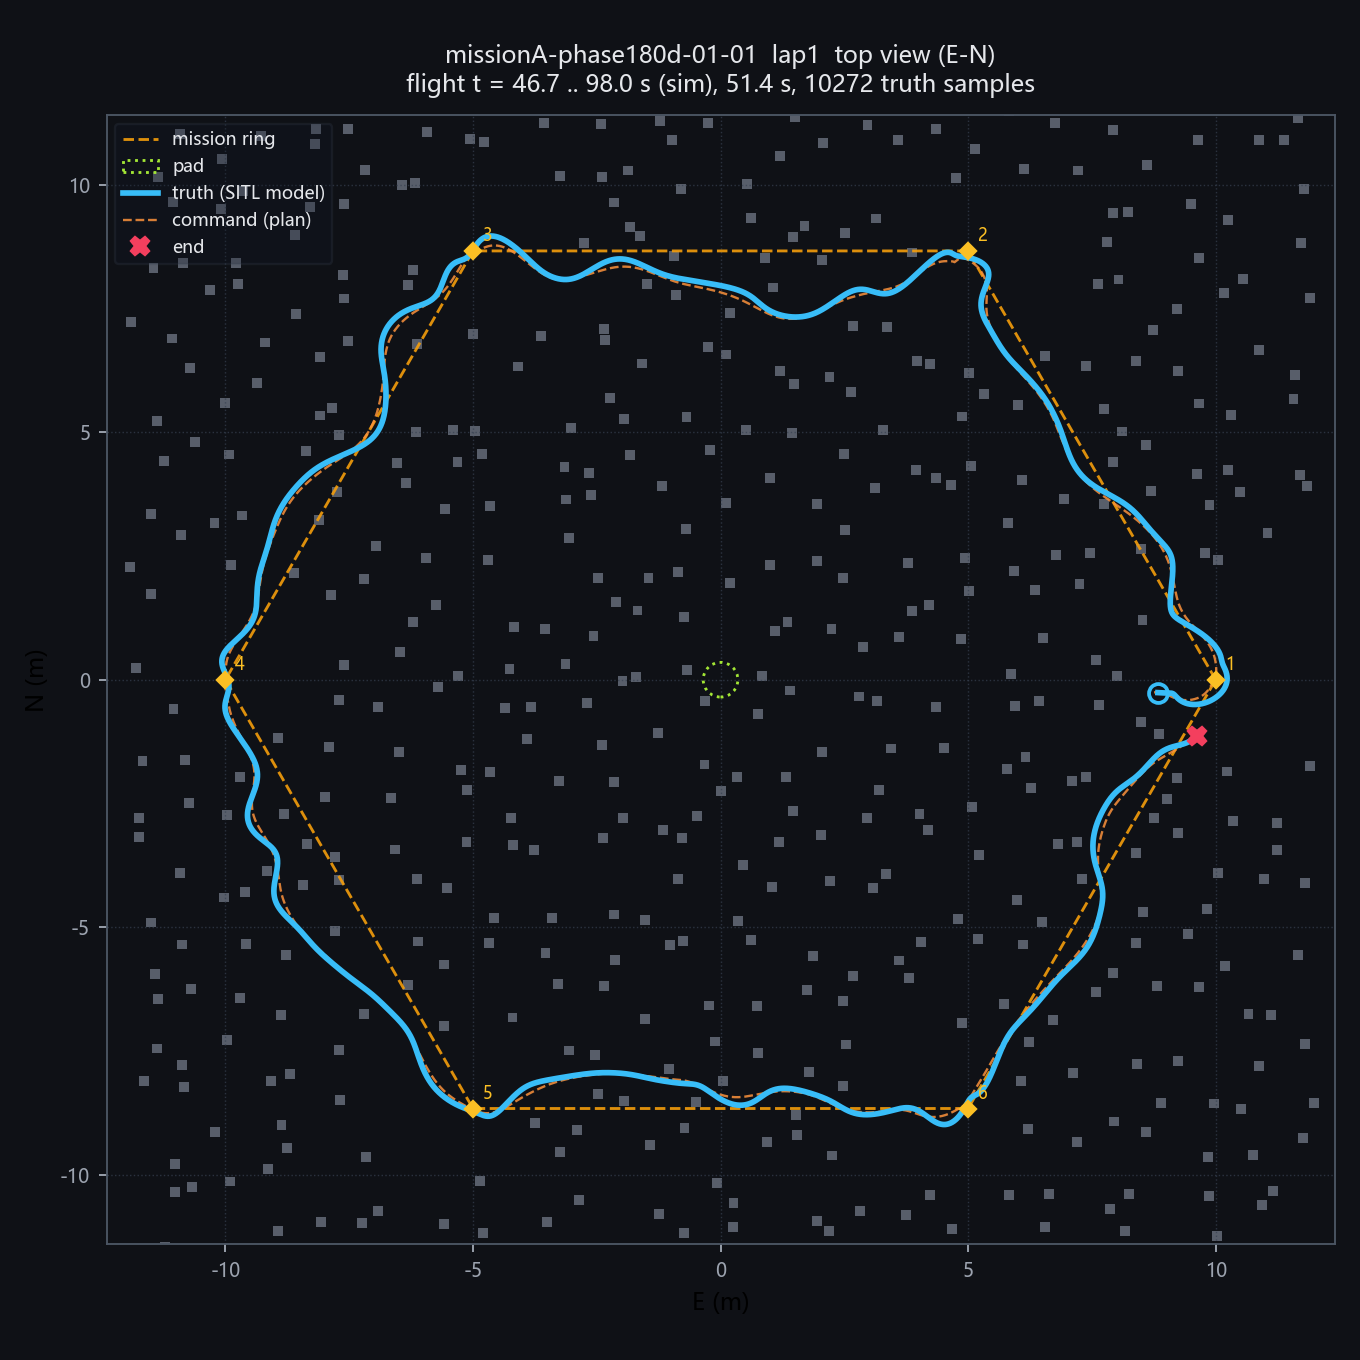 missionA-phase180d-01-01 lap1 top view (E-N)
flight t = 46.7 .. 98.0 s (sim), 51.4 s, 10272 truth samples
mission ring
pad
truth (SITL model)
command (plan)
end
10
5
0
-5
-10
N (m)
3
2
4
1
5
6
-10
-5
0
5
10
E (m)